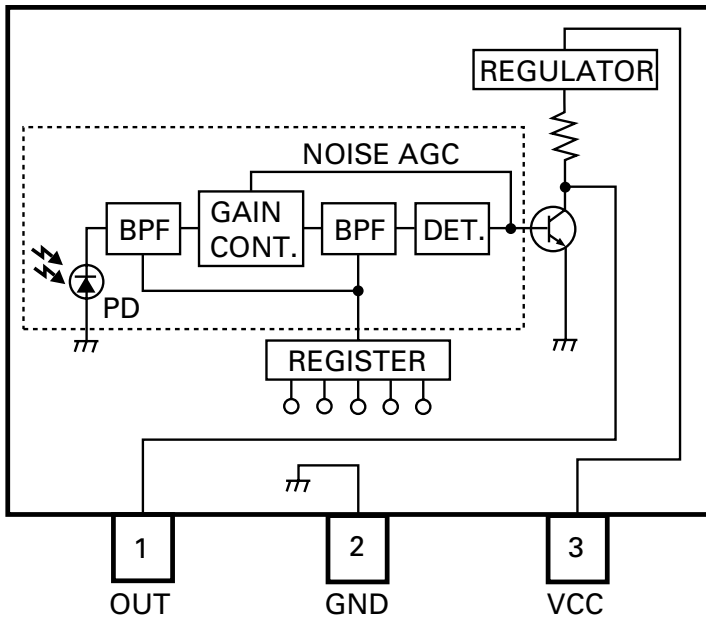 REGULATOR
NOISE AGC
BPF
GAIN
CONT.
BPF
DET.
PD
REGISTER
1
2
3
OUT
GND
VCC